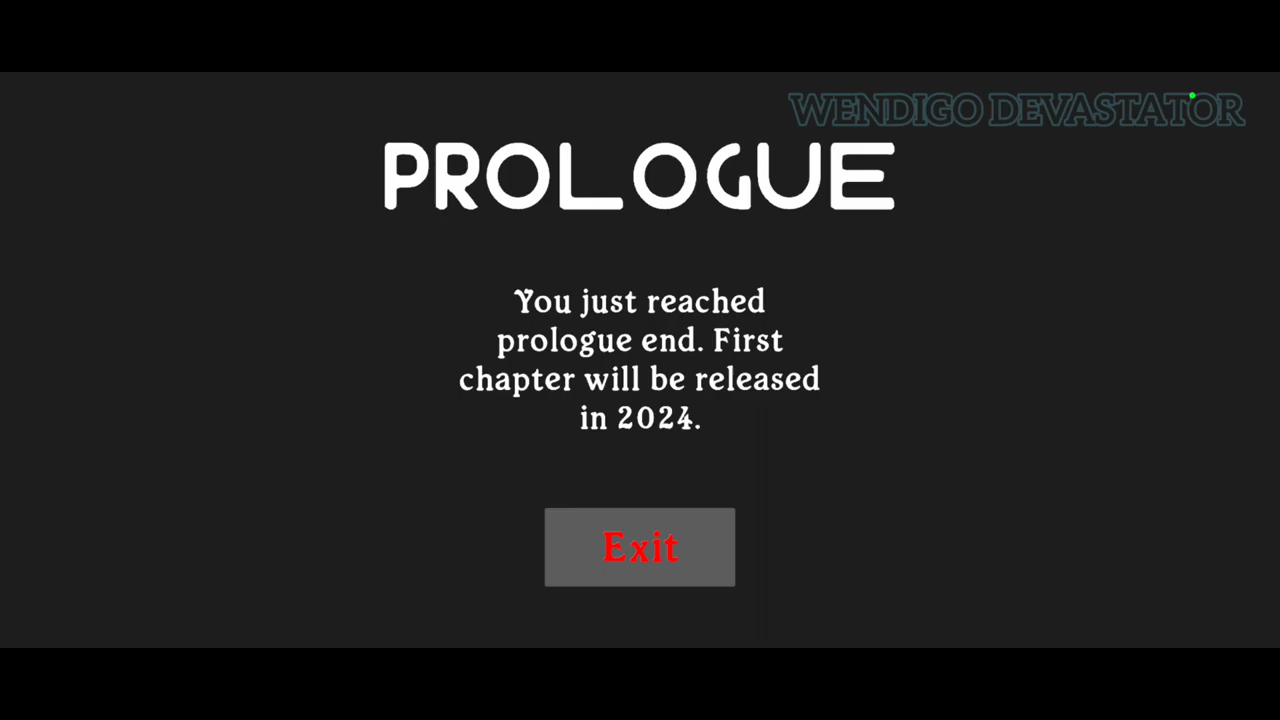 WENDIGO DEVASTATOR
PROLOGUE
You just reached
prologue end. First
chapter will be released
in 2024.
Exit